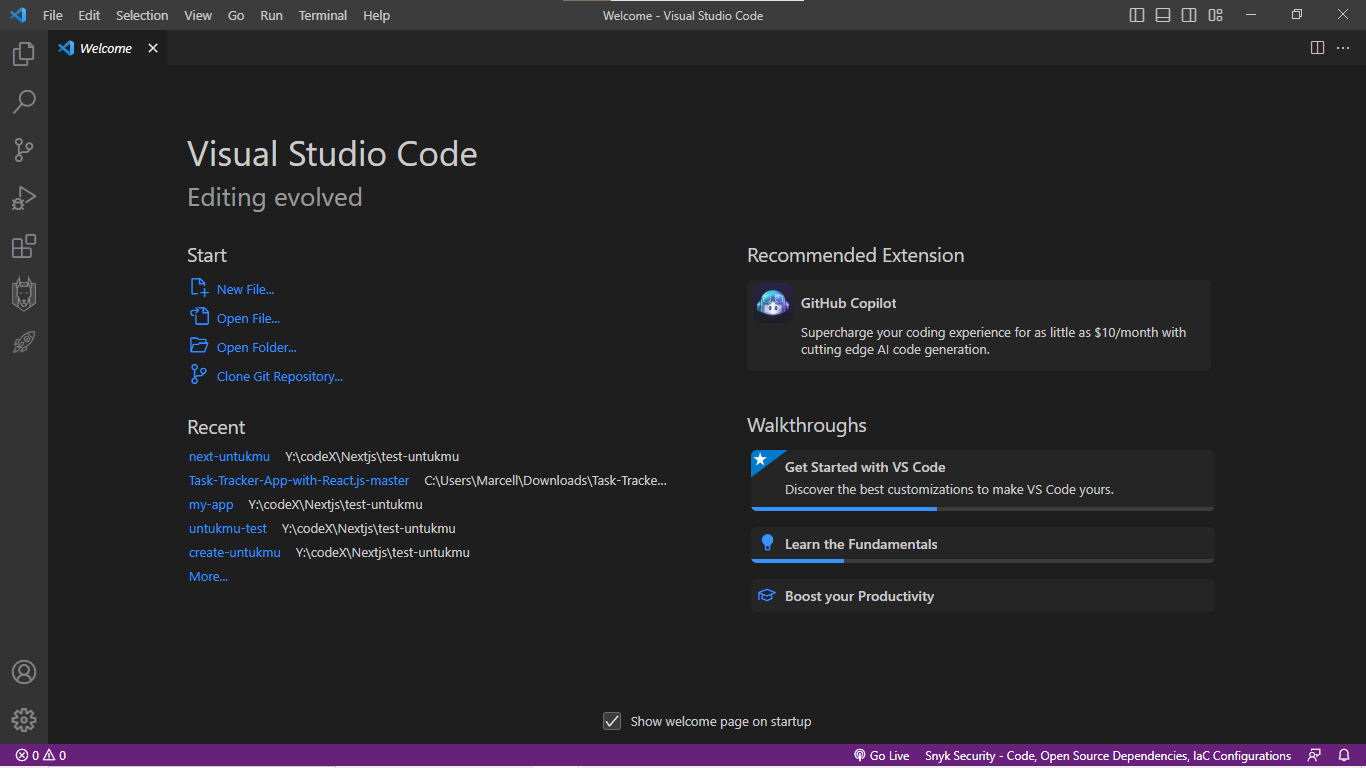 File Edit Selection View Go Run Terminal Help Welcome - Visual Studio Code
Welcome
Visual Studio Code
Editing evolved
Start
New File...
Open File...
Open Folder...
Clone Git Repository...
Recent
next-untukmu Y:\codeX\Nextjs\test-untukmu
Task-Tracker-App-with-React.js-master C:\Users\Marcell\Downloads\Task-Tracke...
my-app Y:\codeX\Nextjs\test-untukmu
untukmu-test Y:\codeX\Nextjs\test-untukmu
create-untukmu Y:\codeX\Nextjs\test-untukmu
More...
Recommended Extension
GitHub Copilot
Supercharge your coding experience for as little as $10/month with
cutting edge AI code generation.
Walkthroughs
Get Started with VS Code
Discover the best customizations to make VS Code yours.
Learn the Fundamentals
Boost your Productivity
Show welcome page on startup
0 0 Go Live Snyk Security - Code, Open Source Dependencies, IaC Configurations